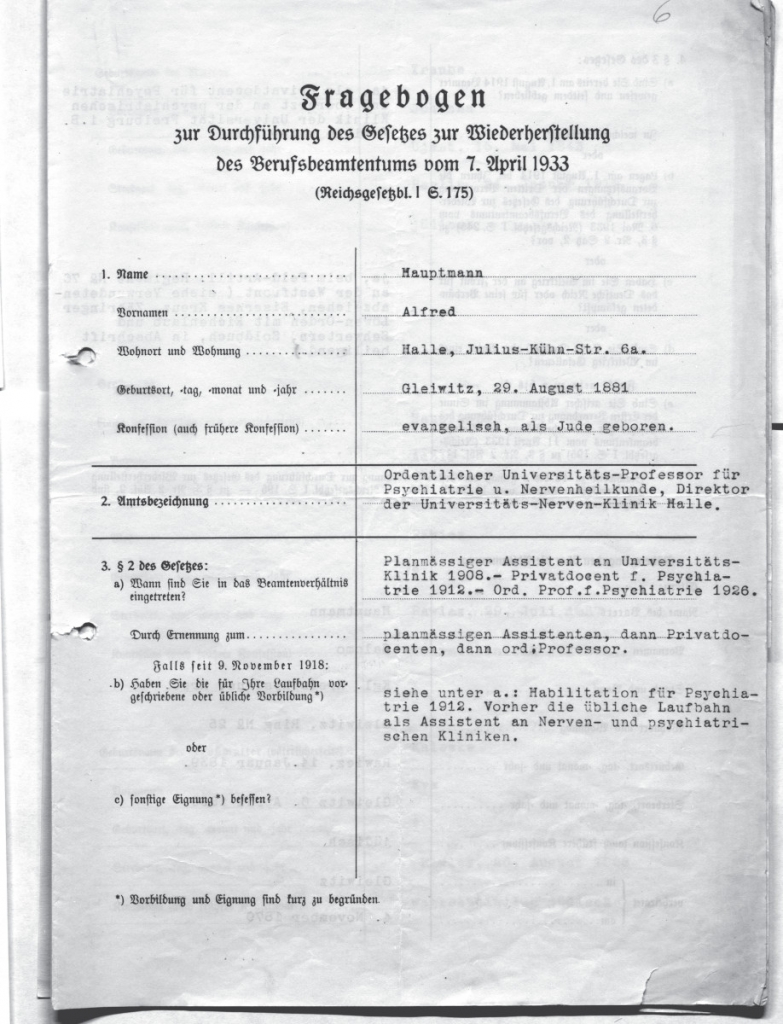 6
Fragebogen
zur Durchführung des Gesetzes zur Wiederherstellung
des Berufsbeamtentums vom 7. April 1933
(Reichsgesetzbl. I S. 175)
1. Name Hauptmann
Vornamen Alfred
Wohnort und Wohnung Halle, Julius-Kühn-Str. 6a.
Geburtsort, -tag, -monat und -jahr Gleiwitz, 29. August 1881
Konfession (auch frühere Konfession) evangelisch, als Jude geboren.
2. Amtsbezeichnung
Ordentlicher Universitäts-Professor für
Psychiatrie u. Nervenheilkunde, Direktor
der Universitäts-Nerven-Klinik Halle.
3. § 2 des Gesetzes:
a) Wann sind Sie in das Beamtenverhältnis
eingetreten?
Planmässiger Assistent an Universitäts-
Klinik 1908.- Privatdocent f. Psychia-
trie 1912.- Ord. Prof.f.Psychiatrie 1926.
Durch Ernennung zum
planmässigen Assistenten, dann Privatdo-
centen, dann ord.Professor.
Falls seit 9. November 1918:
b) Haben Sie die für Ihre Laufbahn vor-
geschriebene oder übliche Vorbildung*)
siehe unter a.: Habilitation für Psychia-
trie 1912. Vorher die übliche Laufbahn
als Assistent an Nerven- und psychiatri-
schen Kliniken.
oder
c) sonstige Eignung*) besessen?
*) Vorbildung und Eignung sind kurz zu begründen